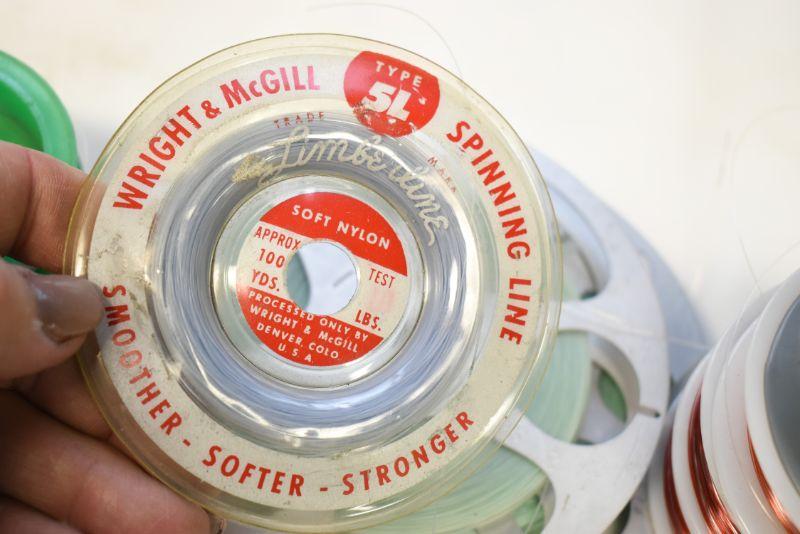 WRIGHT & McGILL
TYPE
5L
SPINNING LINE
TRADE
MARK
Limberline
SOFT NYLON
APPROX
100
YDS.
TEST
LBS.
PROCESSED ONLY BY
WRIGHT & McGILL
DENVER, COLO
U S A
SMOOTHER - SOFTER - STRONGER